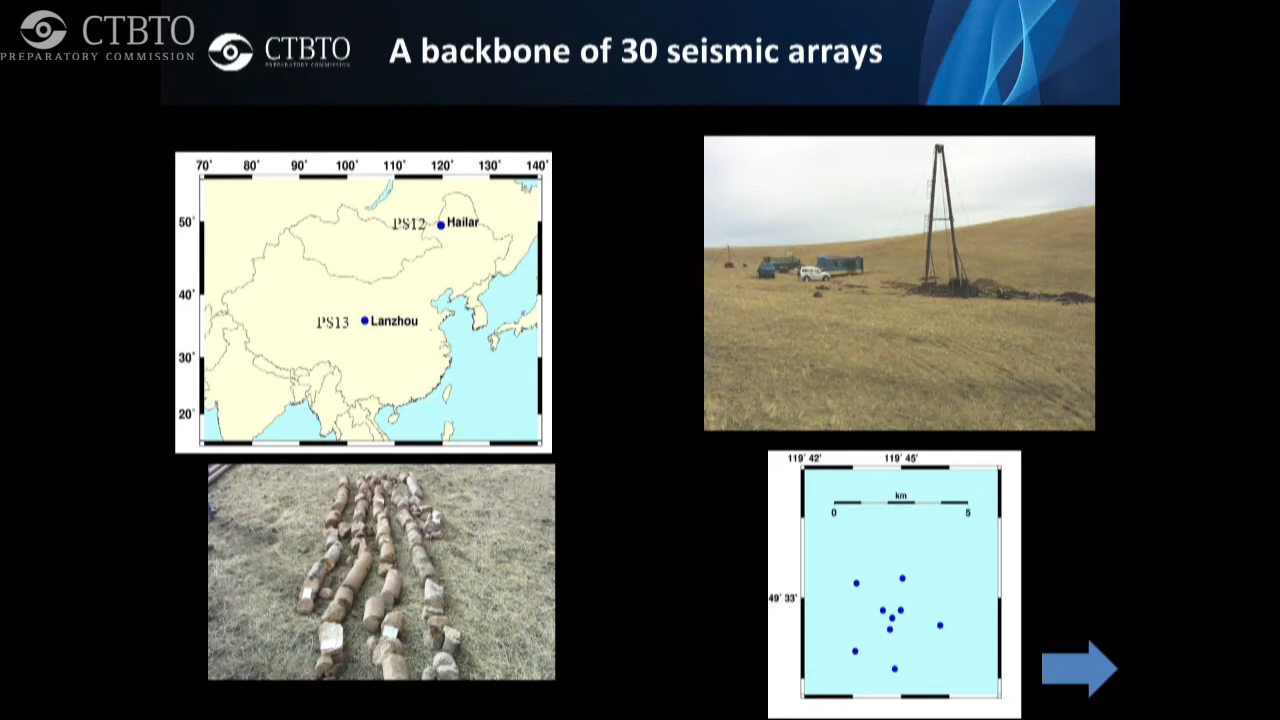 CTBTO
PREPARATORY COMMISSION
CTBTO
PREPARATORY COMMISSION
A backbone of 30 seismic arrays
70° 80° 90° 100° 110° 120° 130° 140°
50°
40°
30°
20°
PS12 Hailar
PS13 Lanzhou
119° 42' 119° 45'
km
0 5
49° 33'